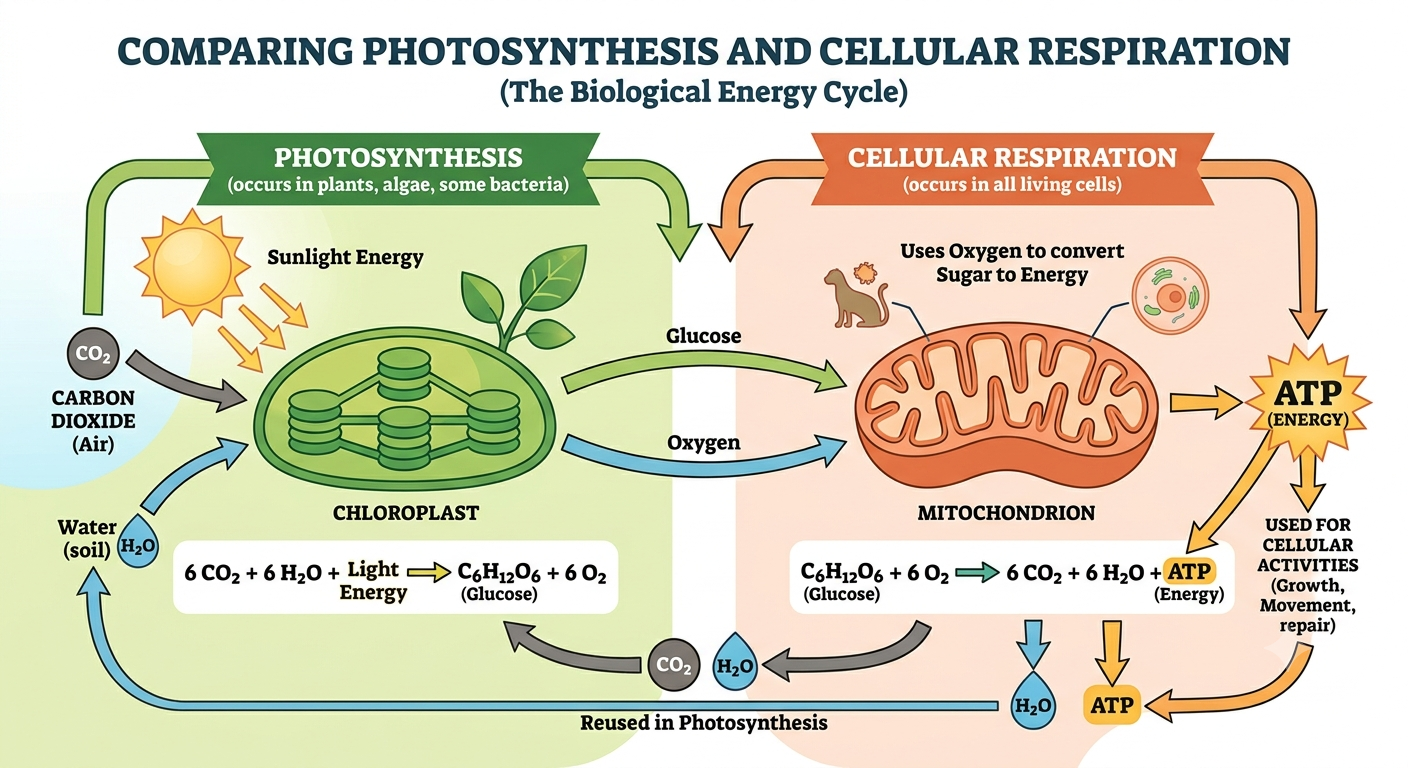 COMPARING PHOTOSYNTHESIS AND CELLULAR RESPIRATION
(The Biological Energy Cycle)
PHOTOSYNTHESIS
(occurs in plants, algae, some bacteria)
Sunlight Energy
CO₂
CARBON
DIOXIDE
(Air)
Water
(soil)
H₂O
CHLOROPLAST
6 CO₂ + 6 H₂O + Light
Energy
C₆H₁₂O₆ + 6 O₂
(Glucose)
Glucose
Oxygen
CELLULAR RESPIRATION
(occurs in all living cells)
Uses Oxygen to convert
Sugar to Energy
MITOCHONDRION
C₆H₁₂O₆ + 6 O₂
(Glucose)
6 CO₂ + 6 H₂O + ATP
(Energy)
ATP
(ENERGY)
USED FOR
CELLULAR
ACTIVITIES
(Growth,
Movement,
repair)
CO₂
H₂O
H₂O
ATP
Reused in Photosynthesis